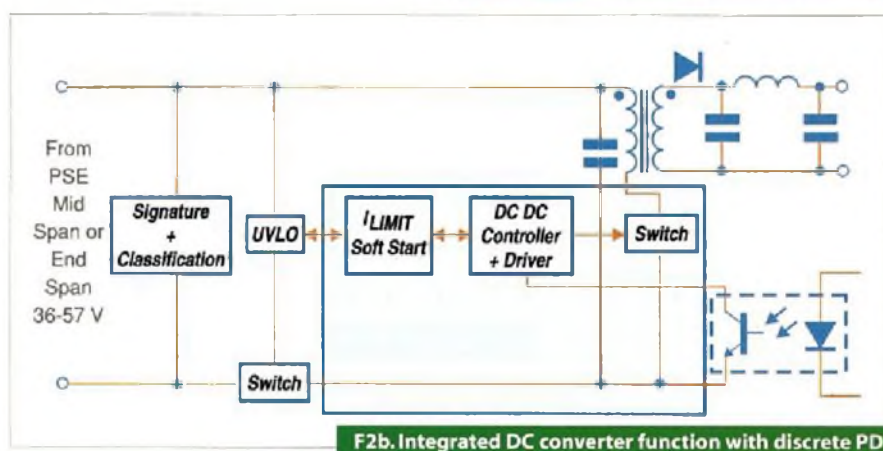 From
PSE
Mid
Span or
End
Span
36-57 V
Signature
+
Classification
UVLO
ILIMIT
Soft Start
DC DC
Controller
+ Driver
Switch
Switch
F2b. Integrated DC converter function with discrete PD